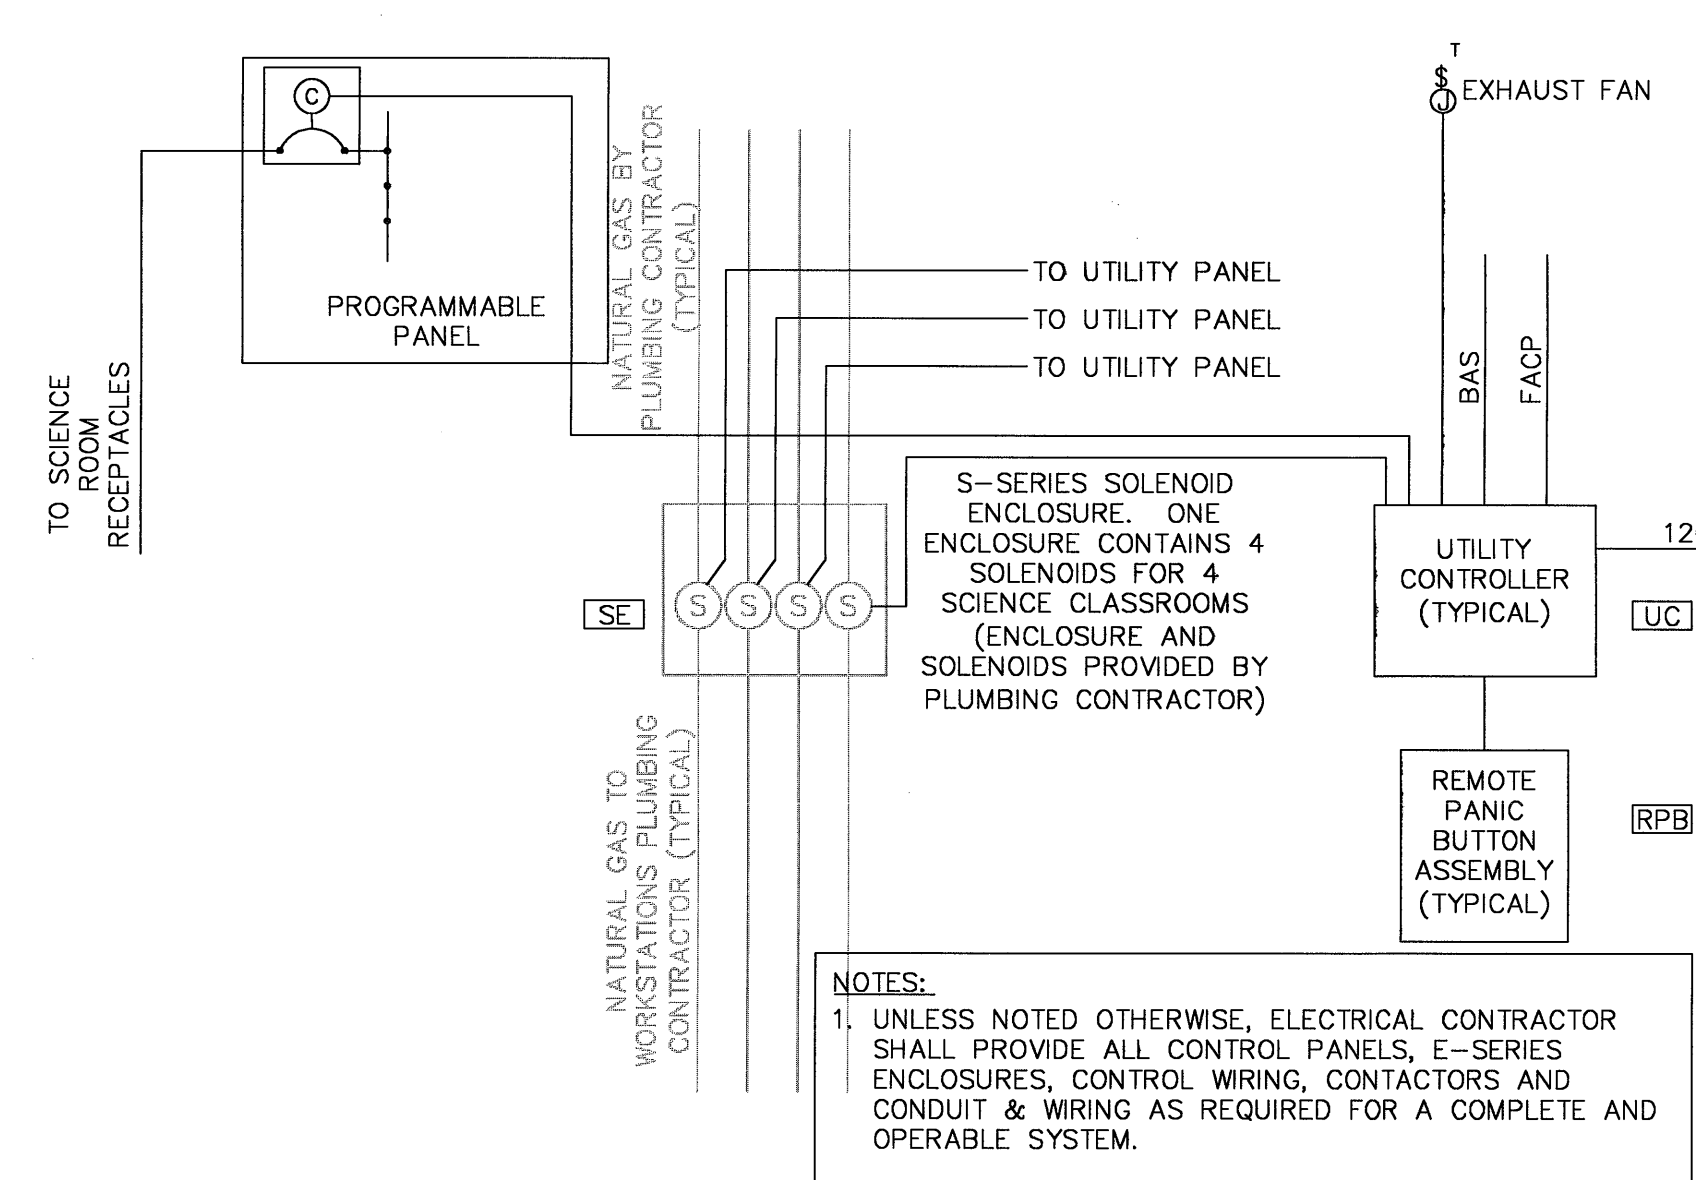 T
$
J
EXHAUST FAN
C
PROGRAMMABLE
PANEL
TO SCIENCE
ROOM
RECEPTACLES
NATURAL GAS BY
PLUMBING CONTRACTOR
(TYPICAL)
TO UTILITY PANEL
TO UTILITY PANEL
TO UTILITY PANEL
BAS
FACP
S-SERIES SOLENOID
ENCLOSURE. ONE
ENCLOSURE CONTAINS 4
SOLENOIDS FOR 4
SCIENCE CLASSROOMS
(ENCLOSURE AND
SOLENOIDS PROVIDED BY
PLUMBING CONTRACTOR)
SE
S S S S
UTILITY
CONTROLLER
(TYPICAL)
UC
REMOTE
PANIC
BUTTON
ASSEMBLY
(TYPICAL)
RPB
NATURAL GAS TO
WORKSTATIONS PLUMBING
CONTRACTOR (TYPICAL)
NOTES:
1. UNLESS NOTED OTHERWISE, ELECTRICAL CONTRACTOR
SHALL PROVIDE ALL CONTROL PANELS, E-SERIES
ENCLOSURES, CONTROL WIRING, CONTACTORS AND
CONDUIT & WIRING AS REQUIRED FOR A COMPLETE AND
OPERABLE SYSTEM.